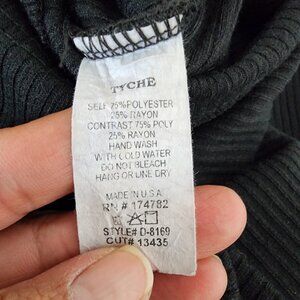 TYCHE
SELF 75% POLYESTER
25% RAYON
CONTRAST 75% POLY
25% RAYON
HAND WASH
WITH COLD WATER
DO NOT BLEACH
HANG OR LINE DRY
MADE IN U.S.A.
RN # 174782
STYLE# D-8169
CUT# 13435